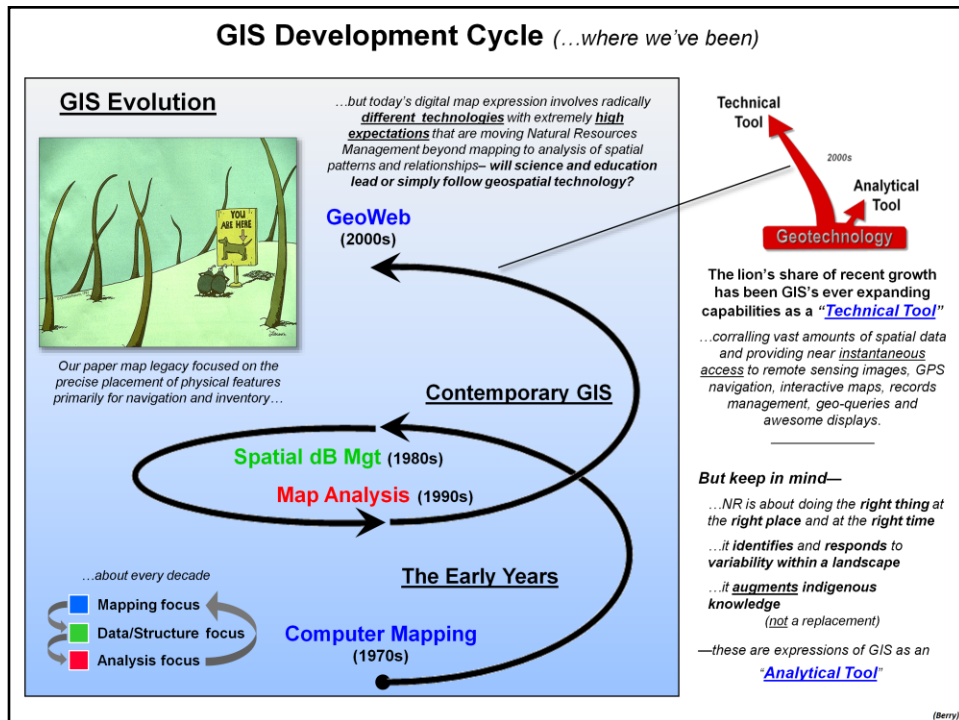 GIS Development Cycle (…where we’ve been)
GIS Evolution
YOU
ARE HERE
Our paper map legacy focused on the
precise placement of physical features
primarily for navigation and inventory…
…but today’s digital map expression involves radically
different technologies with extremely high
expectations that are moving Natural Resources
Management beyond mapping to analysis of spatial
patterns and relationships– will science and education
lead or simply follow geospatial technology?
GeoWeb
(2000s)
Contemporary GIS
Spatial dB Mgt (1980s)
Map Analysis (1990s)
The Early Years
Computer Mapping
(1970s)
…about every decade
Mapping focus
Data/Structure focus
Analysis focus
Technical
Tool
2000s
Analytical
Tool
Geotechnology
The lion’s share of recent growth
has been GIS’s ever expanding
capabilities as a “Technical Tool”
…corralling vast amounts of spatial data
and providing near instantaneous
access to remote sensing images, GPS
navigation, interactive maps, records
management, geo-queries and
awesome displays.
But keep in mind—
…NR is about doing the right thing at
the right place and at the right time
…it identifies and responds to
variability within a landscape
…it augments indigenous
knowledge
(not a replacement)
—these are expressions of GIS as an
“Analytical Tool”
(Berry)